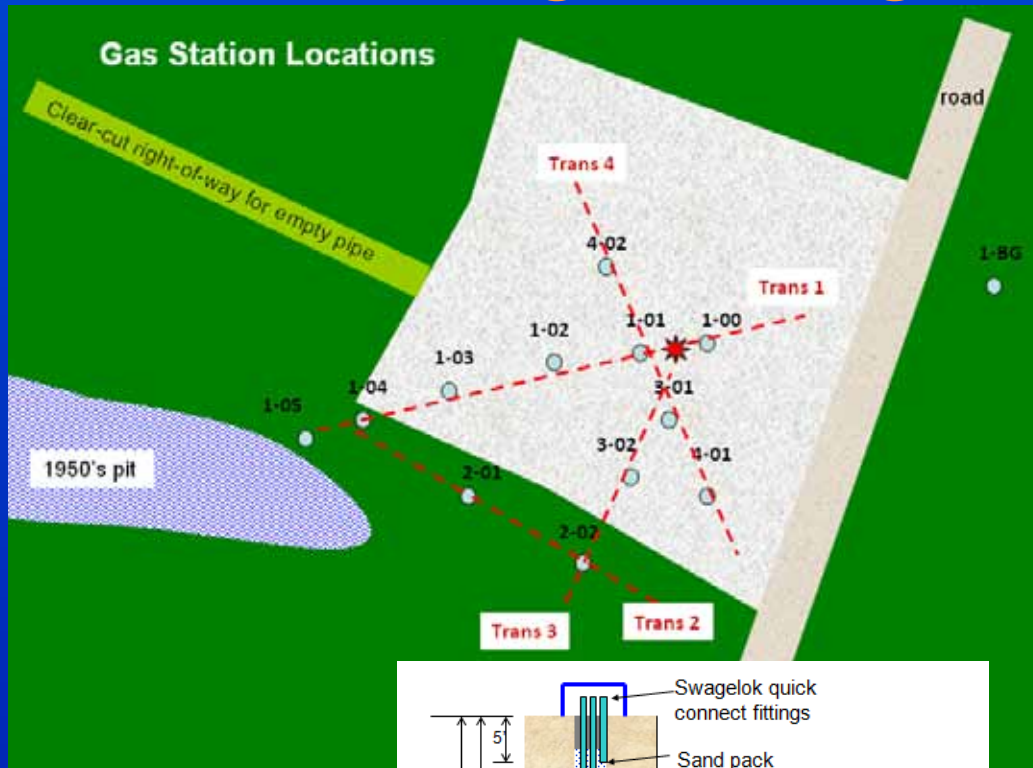 Gas Station Locations
road
Clear-cut right-of-way for empty pipe
Trans 4
4-02
1-BG
Trans 1
1-01
1-00
1-02
1-03
3-01
1-04
1-05
3-02
4-01
1950's pit
2-01
2-02
Trans 3
Trans 2
Swagelok quick
connect fittings
5'
Sand pack